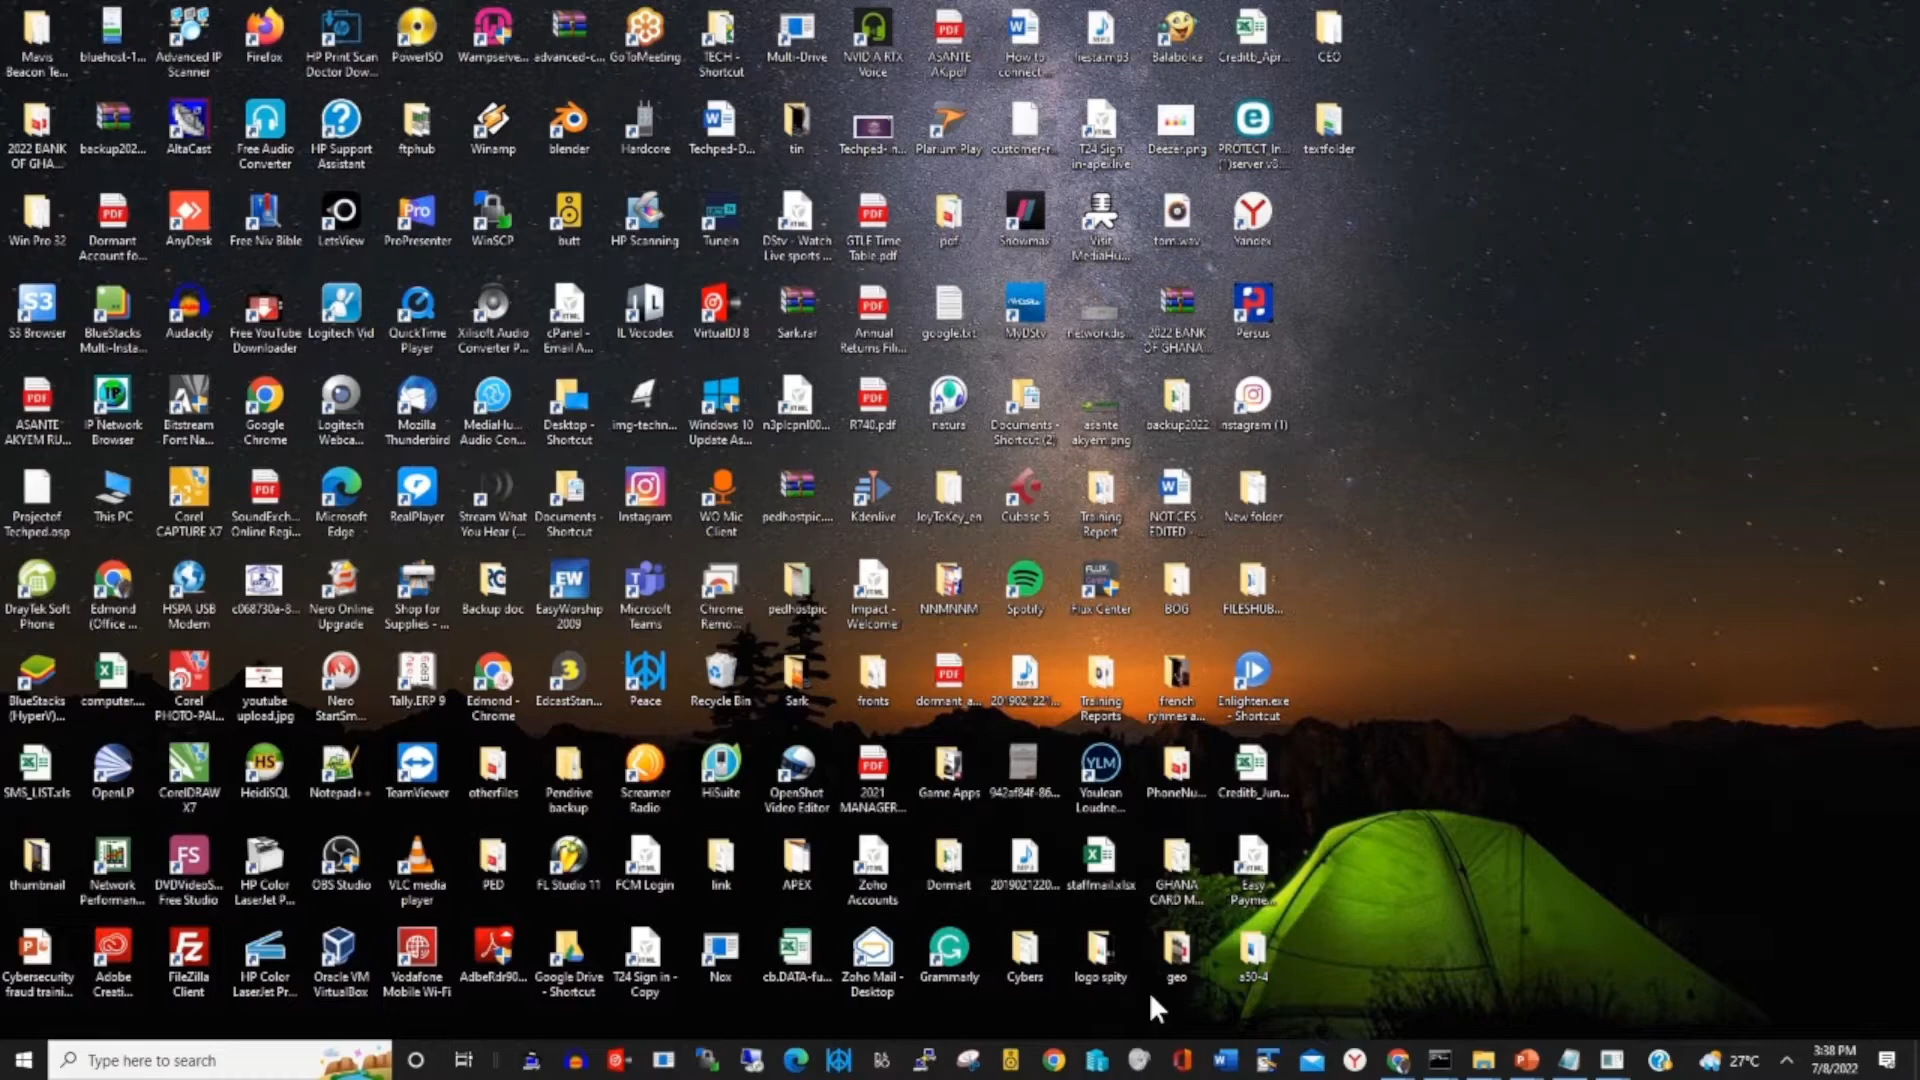 Mavis
Beacon Te...
bluehost-1...
Advanced IP
Scanner
Firefox
HP Print Scan
Doctor Dow...
PowerISO
Wampserve...
advanced-c...
GoToMeeting
TECH -
Shortcut
Multi-Drive
NVIDIA RTX
Voice
ASANTE
AK.pdf
How to
connect...
fiesta.mp3
Balabolka
Creditb_Apr...
CEO
2022 BANK
OF GHA...
backup202...
AltaCast
Free Audio
Converter
HP Support
Assistant
ftphub
Winamp
blender
Hardcore
Techped-D...
tin
Techped-n...
Plarium Play
customer-r...
T24 Sign
in-apexlive
Deezer.png
PROTECT_In...
(1)server v8...
textfolder
Win Pro 32
Dormant
Account fo...
AnyDesk
Free Niv Bible
LetsView
ProPresenter
WinSCP
butt
HP Scanning
TuneIn
DStv - Watch
Live sports ...
GTLE Time
Table.pdf
pdf
Showmax
Visit
MediaHu...
tom.wav
Yandex
S3 Browser
BlueStacks
Multi-Insta...
Audacity
Free YouTube
Downloader
Logitech Vid
QuickTime
Player
Xilisoft Audio
Converter P...
cPanel -
Email A...
IL Vocodex
VirtualDJ 8
Sark.rar
Annual
Returns Fili...
google.txt
MyDStv
networkdis...
2022 BANK
OF GHANA...
Persus
ASANTE
AKYEM RU...
IP Network
Browser
Bitstream
Font Na...
Google
Chrome
Logitech
Webca...
Mozilla
Thunderbird
MediaHu...
Audio Con...
Desktop -
Shortcut
img-techn...
Windows 10
Update As...
n3plcpnl00...
R740.pdf
natura
Documents -
Shortcut (2)
asante
akyem.png
backup2022
instagram (1)
Projectof
Techped.osp
This PC
Corel
CAPTURE X7
SoundExch...
Online Regi...
Microsoft
Edge
RealPlayer
Stream What
You Hear (...
Documents -
Shortcut
Instagram
WO Mic
Client
pedhostpic....
Kdenlive
JoyToKey_en
Cubase 5
Training
Report
NOTICES -
EDITED - ...
New folder
DrayTek Soft
Phone
Edmond
(Office ...
HSPA USB
Modem
c068730a-8...
Nero Online
Upgrade
Shop for
Supplies - ...
Backup doc
EasyWorship
2009
Microsoft
Teams
Chrome
Remo...
pedhostpic
Impact -
Welcome
NNMNNM
Spotify
Flux Center
BOG
FILESHUB...
BlueStacks
(HyperV)...
computer....
Corel
PHOTO-PAI...
youtube
upload.jpg
Nero
StartSm...
Tally.ERP 9
Edmond -
Chrome
EdcastStan...
Peace
Recycle Bin
Sark
fronts
dormant_a...
2019021221...
Training
Reports
french
ryhmes a...
Enlighten.exe
- Shortcut
SMS_LIST.xls
OpenLP
CorelDRAW
X7
HeidiSQL
Notepad++
TeamViewer
otherfiles
Pendrive
backup
Screamer
Radio
HiSuite
OpenShot
Video Editor
2021
MANAGER...
Game Apps
942af84f-86...
Youlean
Loudne...
PhoneNu...
Creditb_Jun...
thumbnail
Network
Performan...
DVDVideoS...
Free Studio
HP Color
LaserJet P...
OBS Studio
VLC media
player
PED
FL Studio 11
FCM Login
link
APEX
Zoho
Accounts
Dormart
2019021220...
staffmail.xlsx
GHANA
CARD M...
Easy
Payme...
Cybersecurity
fraud traini...
Adobe
Creati...
FileZilla
Client
HP Color
LaserJet Pr...
Oracle VM
VirtualBox
Vodafone
Mobile Wi-Fi
AdbeRdr90...
Google Drive
- Shortcut
T24 Sign in -
Copy
Nox
cb.DATA-fu...
Zoho Mail -
Desktop
Grammarly
Cybers
logo spity
geo
a50-4
Type here to search
27°C
3:38 PM
7/8/2022